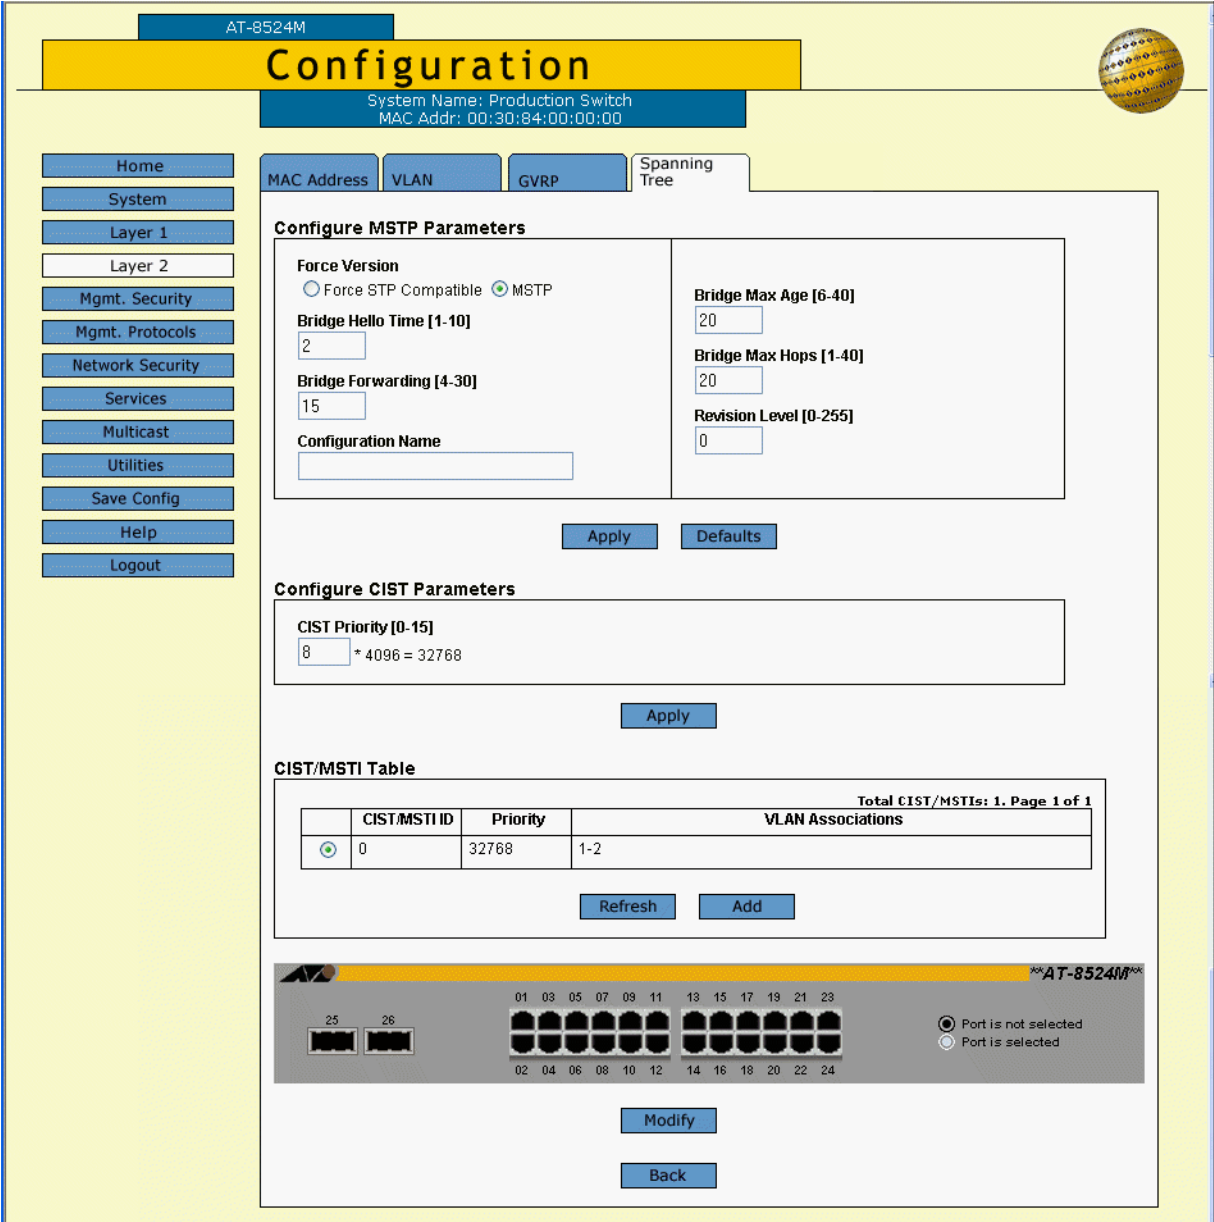 AT-8524M
Configuration
System Name: Production Switch
MAC Addr: 00:30:84:00:00:00
Home
System
Layer 1
Layer 2
Mgmt. Security
Mgmt. Protocols
Network Security
Services
Multicast
Utilities
Save Config
Help
Logout
MAC Address
VLAN
GVRP
Spanning
Tree
Configure MSTP Parameters
Force Version
Force STP Compatible MSTP
Bridge Hello Time [1-10]
2
Bridge Forwarding [4-30]
15
Configuration Name
Bridge Max Age [6-40]
20
Bridge Max Hops [1-40]
20
Revision Level [0-255]
0
Apply Defaults
Configure CIST Parameters
CIST Priority [0-15]
8 * 4096 = 32768
Apply
CIST/MSTI Table
Total CIST/MSTIs: 1. Page 1 of 1
CIST/MSTI ID Priority VLAN Associations
0 32768 1-2
Refresh Add
**AT-8524M**
01 03 05 07 09 11 13 15 17 19 21 23
25 26
Port is not selected
Port is selected
02 04 06 08 10 12 14 16 18 20 22 24
Modify
Back